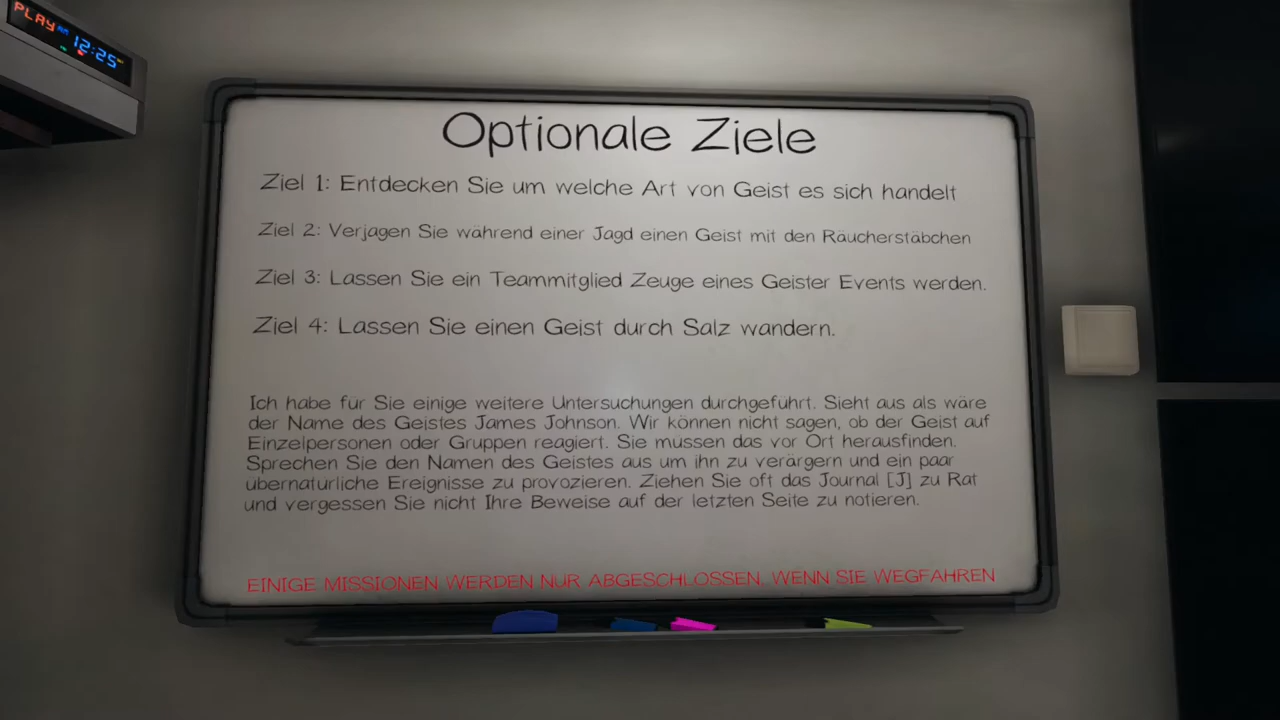 PLAY AM 12:25
Optionale Ziele
Ziel 1: Entdecken Sie um welche Art von Geist es sich handelt
Ziel 2: Verjagen Sie während einer Jagd einen Geist mit den Räucherstäbchen
Ziel 3: Lassen Sie ein Teammitglied Zeuge eines Geister Events werden.
Ziel 4: Lassen Sie einen Geist durch Salz wandern.
Ich habe für Sie einige weitere Untersuchungen durchgeführt. Sieht aus als wäre
der Name des Geistes James Johnson. Wir können nicht sagen, ob der Geist auf
Einzelpersonen oder Gruppen reagiert. Sie müssen das vor Ort herausfinden.
Sprechen Sie den Namen des Geistes aus um ihn zu verärgern und ein paar
übernatürliche Ereignisse zu provozieren. Ziehen Sie oft das Journal [J] zu Rat
und vergessen Sie nicht Ihre Beweise auf der letzten Seite zu notieren.
EINIGE MISSIONEN WERDEN NUR ABGESCHLOSSEN, WENN SIE WEGFAHREN